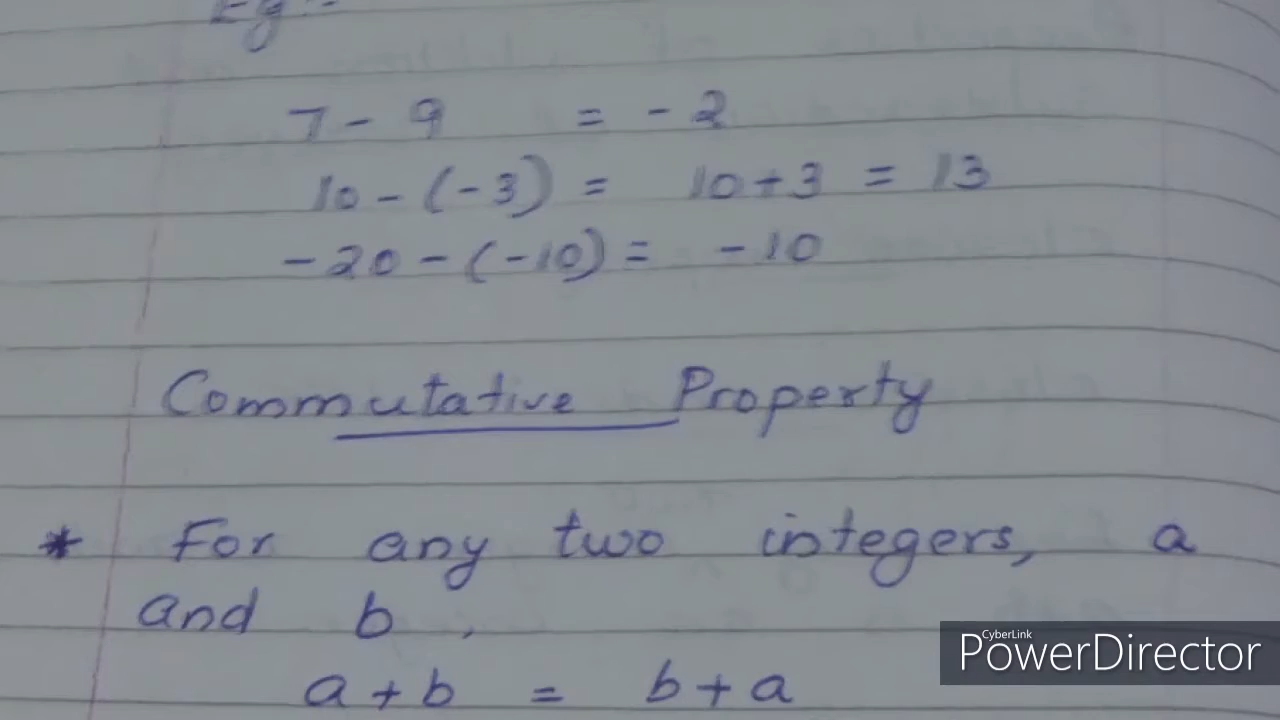 Eg:-
7 - 9 = - 2
10 - (-3) = 10 + 3 = 13
- 20 - (-10) = - 10
Commutative Property
* For any two integers, a
and b,
a + b = b + a
CyberLink
PowerDirector